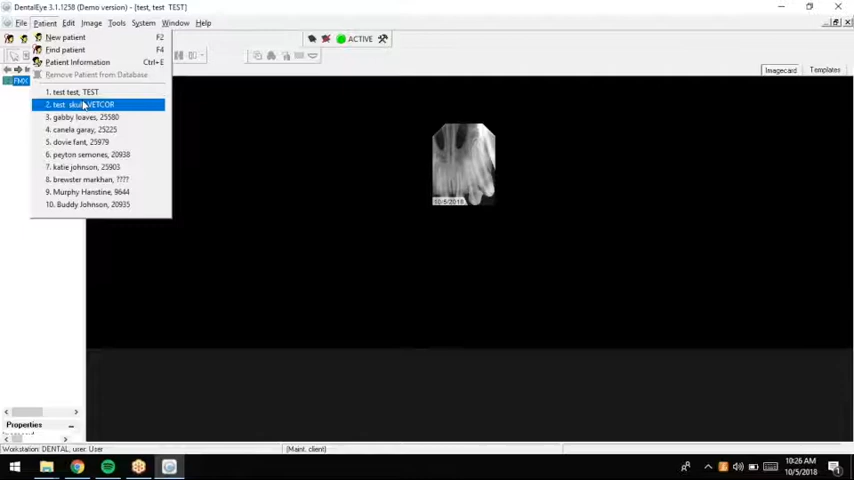 DentalEye 3.1.1258 (Demo version) - [test, test TEST]
File Patient Edit Image Tools System Window Help
New patient F2
ACTIVE
Find patient F4
Patient Information Ctrl+E
Imagecard Templates
Remove Patient from Database
FMX
1. test test, TEST
2. test skull, VETCOR
3. gabby loaves, 25580
4. canela garay, 25225
5. dovie fant, 25979
6. peyton semones, 20938
7. katie johnson, 25903
8. brewster markhan, ????
9. Murphy Hanstine, 9644
10. Buddy Johnson, 20935
10/5/2018
Properties
Workstation: DENTAL, user: User (Maint. client)
10:26 AM
10/5/2018